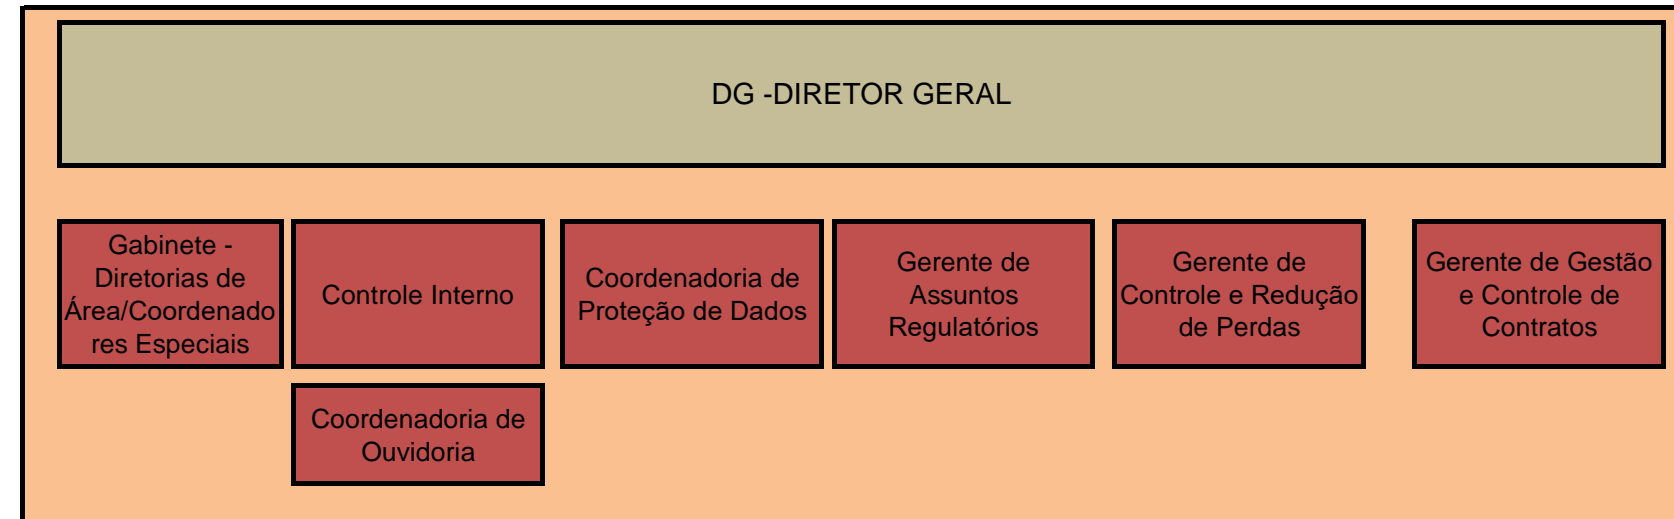 DG -DIRETOR GERAL
Gabinete -
Diretorias de
Área/Coordenado
res Especiais
Controle Interno
Coordenadoria de
Proteção de Dados
Gerente de
Assuntos
Regulatórios
Gerente de
Controle e Redução
de Perdas
Gerente de Gestão
e Controle de
Contratos
Coordenadoria de
Ouvidoria